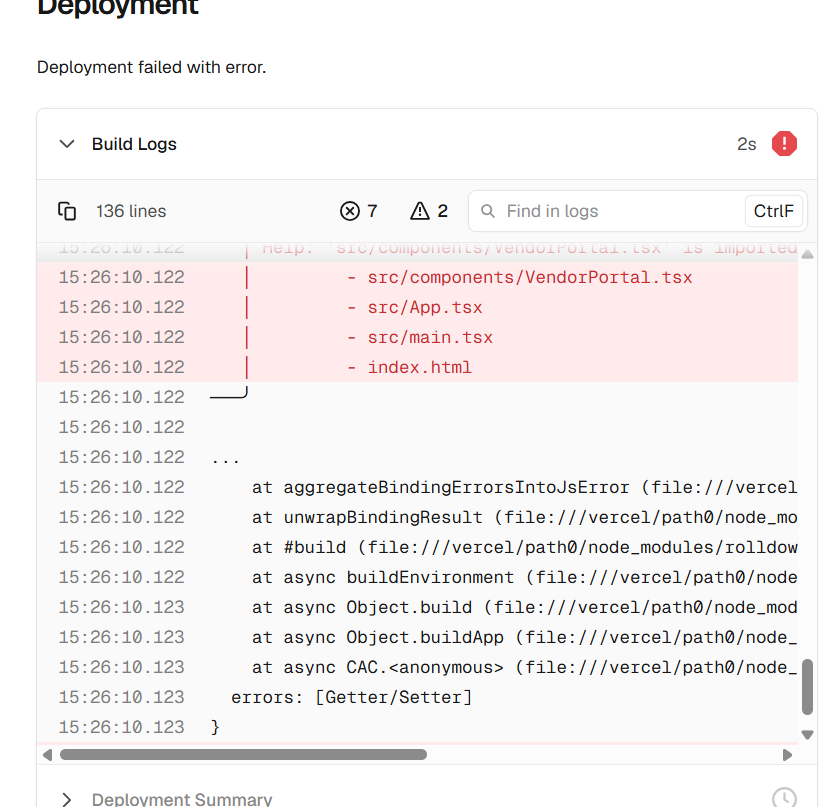 Deployment
Deployment failed with error.
Build Logs
2s
136 lines
7
2
Find in logs
CtrlF
15:26:10.122 | Help: 'src/components/VendorPortal.tsx' is imported
15:26:10.122 | - src/components/VendorPortal.tsx
15:26:10.122 | - src/App.tsx
15:26:10.122 | - src/main.tsx
15:26:10.122 | - index.html
15:26:10.122 ───╯
15:26:10.122
15:26:10.122 ...
15:26:10.122 at aggregateBindingErrorsIntoJsError (file:///vercel
15:26:10.122 at unwrapBindingResult (file:///vercel/path0/node_mo
15:26:10.122 at #build (file:///vercel/path0/node_modules/rolldow
15:26:10.122 at async buildEnvironment (file:///vercel/path0/node
15:26:10.123 at async Object.build (file:///vercel/path0/node_mod
15:26:10.123 at async Object.buildApp (file:///vercel/path0/node_
15:26:10.123 at async CAC.<anonymous> (file:///vercel/path0/node_
15:26:10.123 errors: [Getter/Setter]
15:26:10.123 }
Deployment Summary